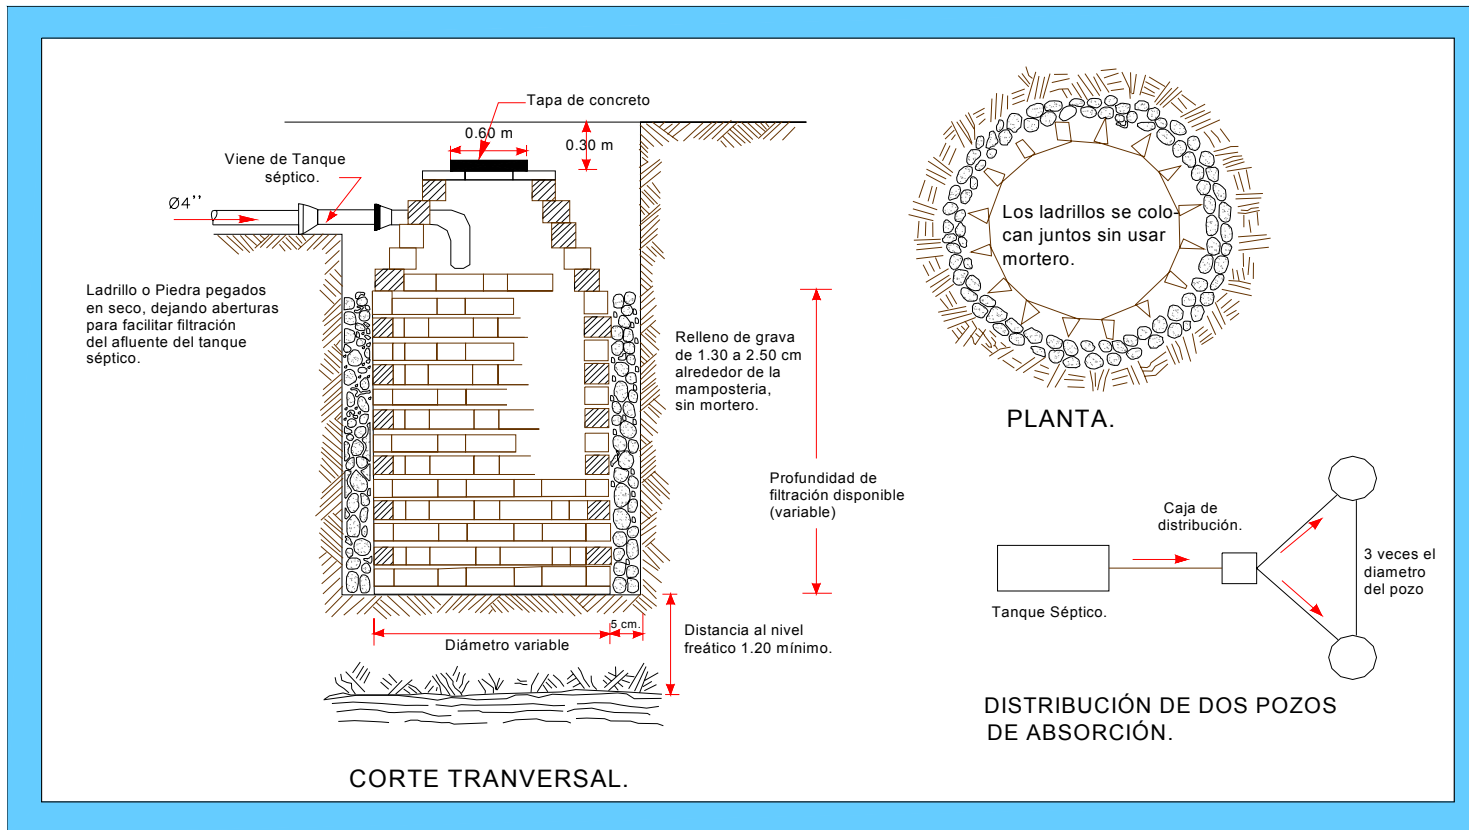 Tapa de concreto
0.60 m
0.30 m
Viene de Tanque
séptico.
Ø4''
Ladrillo o Piedra pegados
en seco, dejando aberturas
para facilitar filtración
del afluente del tanque
séptico.
Relleno de grava
de 1.30 a 2.50 cm
alrededor de la
mamposteria,
sin mortero.
Profundidad de
filtración disponible
(variable)
5 cm.
Diámetro variable
Distancia al nivel
freático 1.20 mínimo.
CORTE TRANVERSAL.
Los ladrillos se colo-
can juntos sin usar
mortero.
PLANTA.
Caja de
distribución.
Tanque Séptico.
3 veces el
diametro
del pozo
DISTRIBUCIÓN DE DOS POZOS
DE ABSORCIÓN.